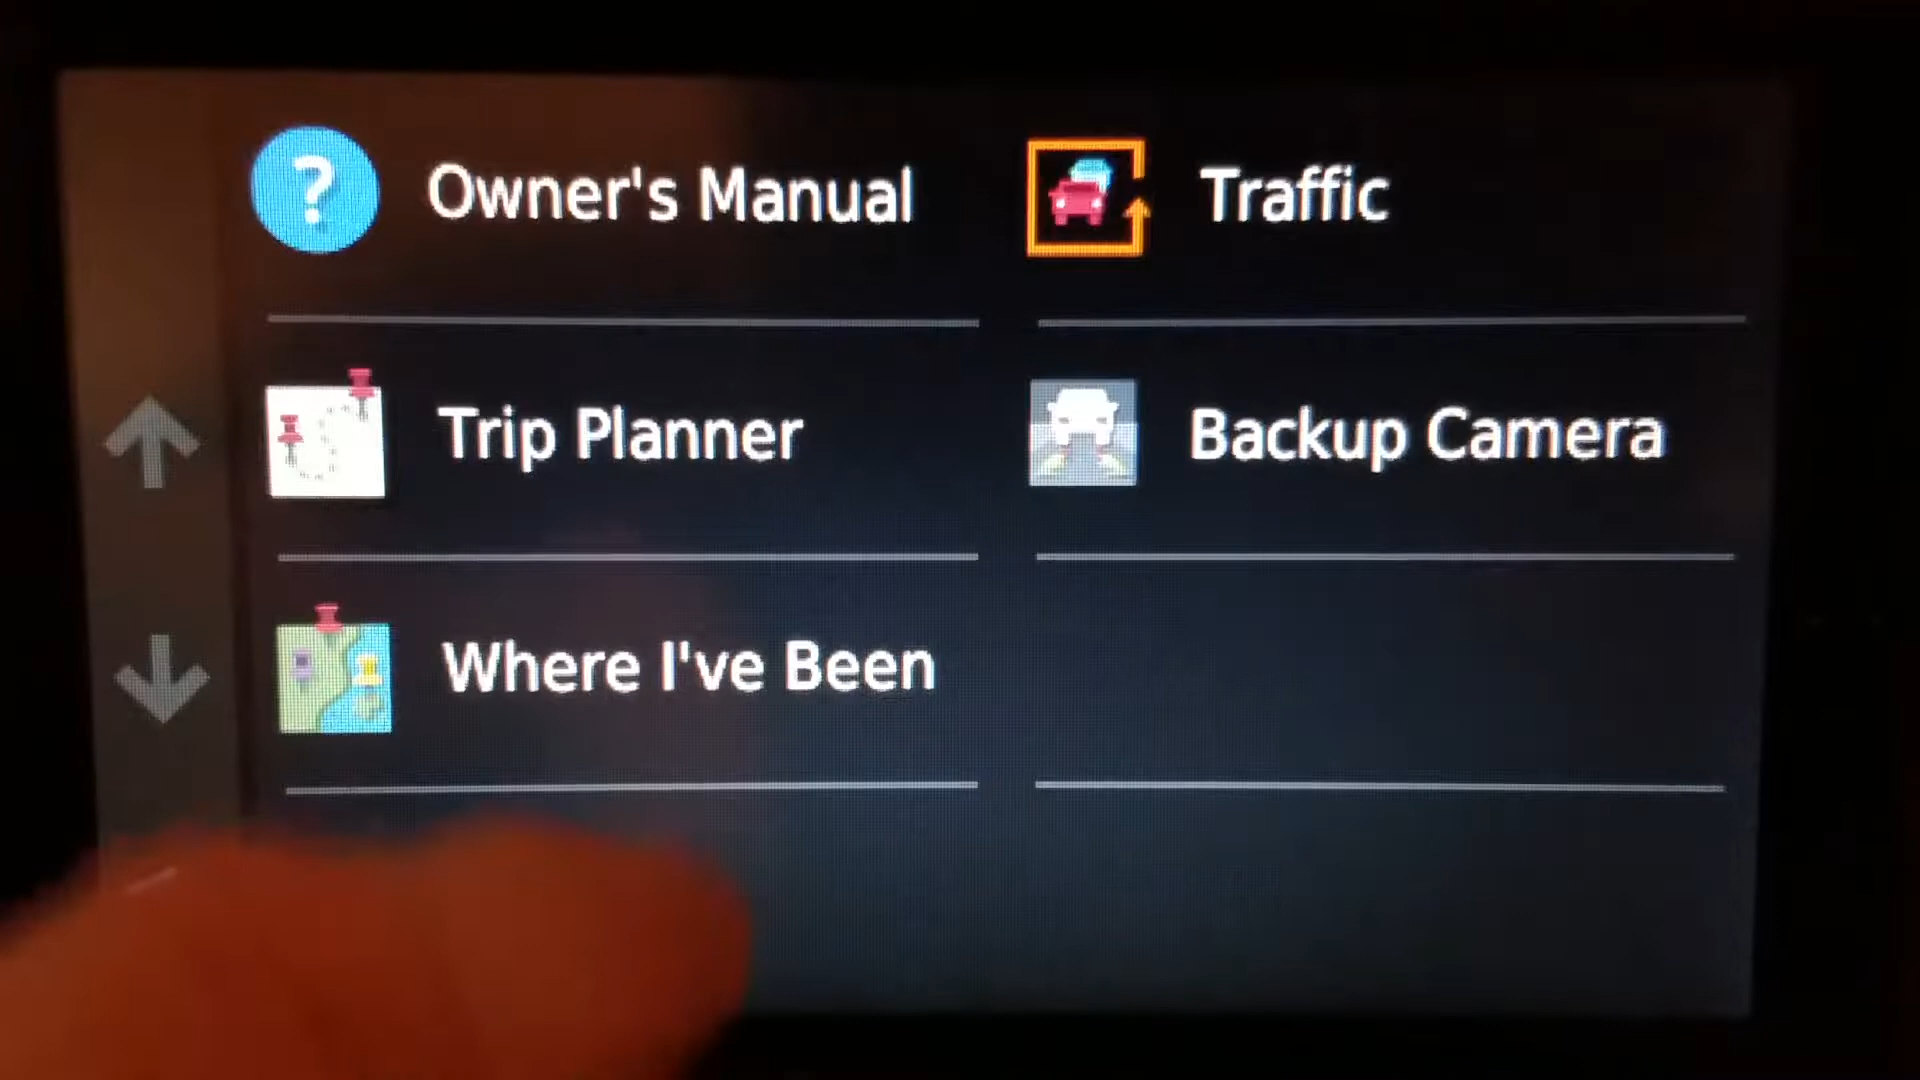 Owner's Manual
Traffic
Trip Planner
Backup Camera
Where I've Been